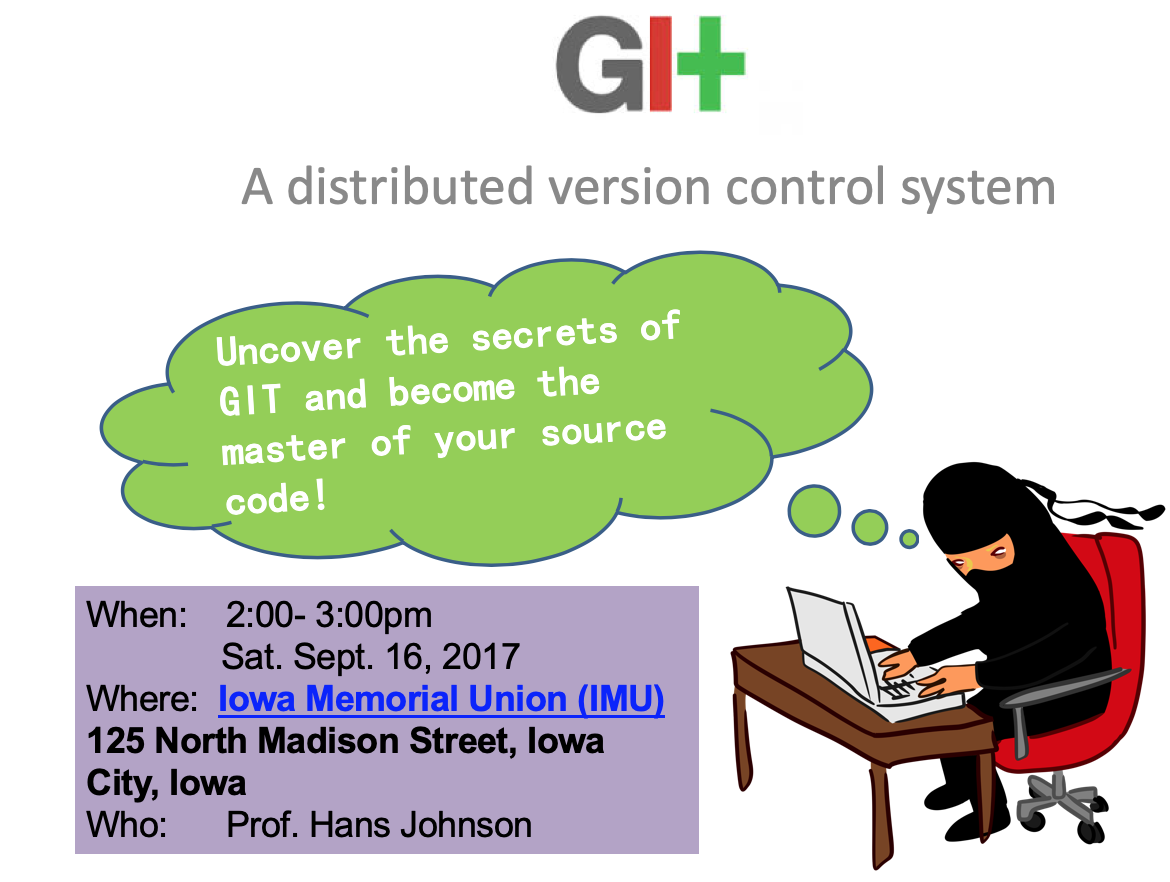 GIt
A distributed version control system
Uncover the secrets of
GIT and become the
master of your source
code!
When: 2:00- 3:00pm
Sat. Sept. 16, 2017
Where: Iowa Memorial Union (IMU)
125 North Madison Street, Iowa
City, Iowa
Who: Prof. Hans Johnson